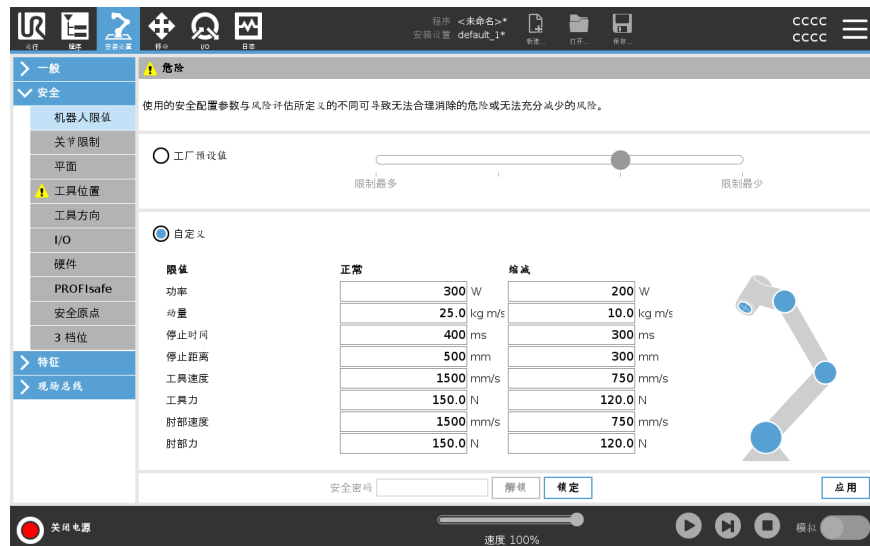 程序 <未命名>*
安装设置 default_1*
CCCC
CCCC
UR
运行 程序 安装设置 移动 I/O 日志 新建... 打开... 保存...
一般
安全
机器人限值
关节限制
平面
工具位置
工具方向
I/O
硬件
PROFIsafe
安全原点
3 档位
特征
现场总线
危险
使用的安全配置参数与风险评估所定义的不同可导致无法合理消除的危险或无法充分减少的风险。
工厂预设值
限制最多 限制最少
自定义
限值 正常 缩减
功率 300 W 200 W
动量 25.0 kg m/s 10.0 kg m/s
停止时间 400 ms 300 ms
停止距离 500 mm 300 mm
工具速度 1500 mm/s 750 mm/s
工具力 150.0 N 120.0 N
肘部速度 1500 mm/s 750 mm/s
肘部力 150.0 N 120.0 N
安全密码 解锁 锁定 应用
关闭电源
速度 100%
模拟